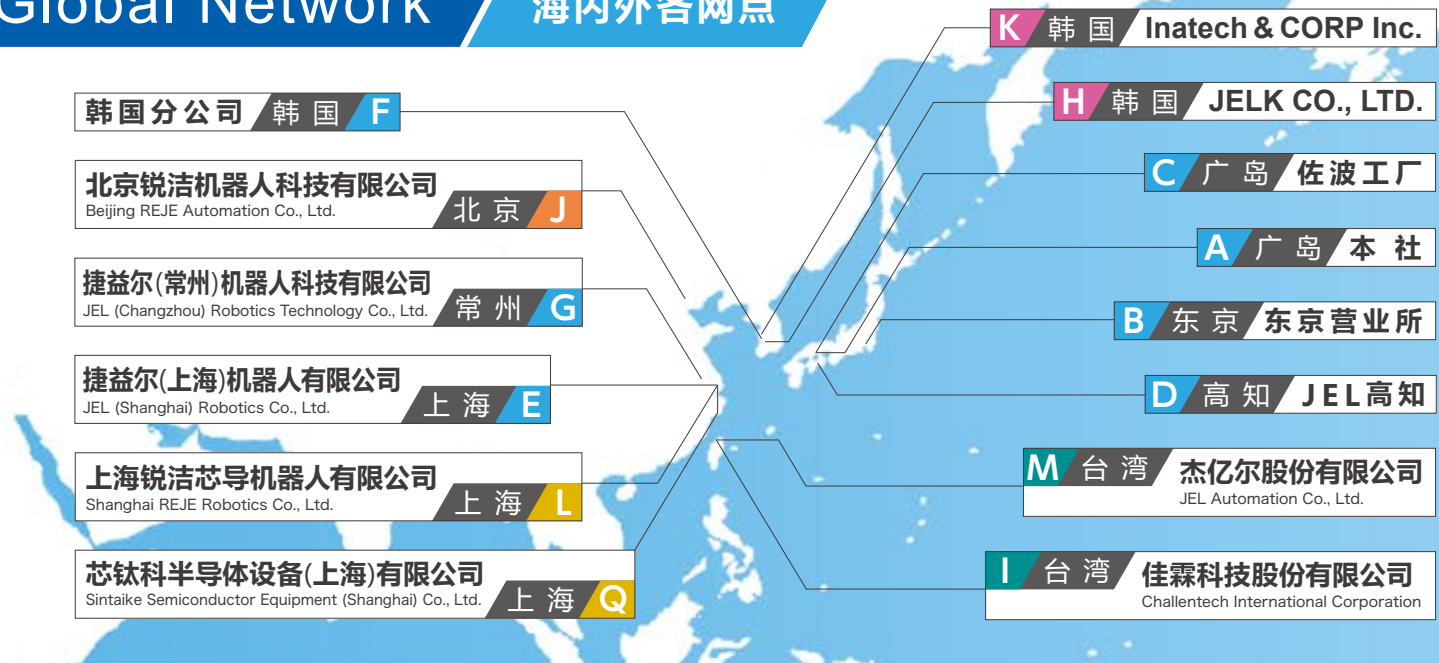 Global Network
海内外各网点
韩国分公司 韩国 F
北京锐洁机器人科技有限公司
Beijing REJE Automation Co., Ltd.
北京 J
捷益尔(常州)机器人科技有限公司
JEL (Changzhou) Robotics Technology Co., Ltd.
常州 G
捷益尔(上海)机器人有限公司
JEL (Shanghai) Robotics Co., Ltd.
上海 E
上海锐洁芯导机器人有限公司
Shanghai REJE Robotics Co., Ltd.
上海 L
芯钛科半导体设备(上海)有限公司
Sintaike Semiconductor Equipment (Shanghai) Co., Ltd.
上海 Q
K 韩国 Inatech & CORP Inc.
H 韩国 JELK CO., LTD.
C 广岛 佐波工厂
A 广岛 本社
B 东京 东京营业所
D 高知 JEL高知
M 台湾 杰亿尔股份有限公司
JEL Automation Co., Ltd.
I 台湾 佳霖科技股份有限公司
Challentech International Corporation